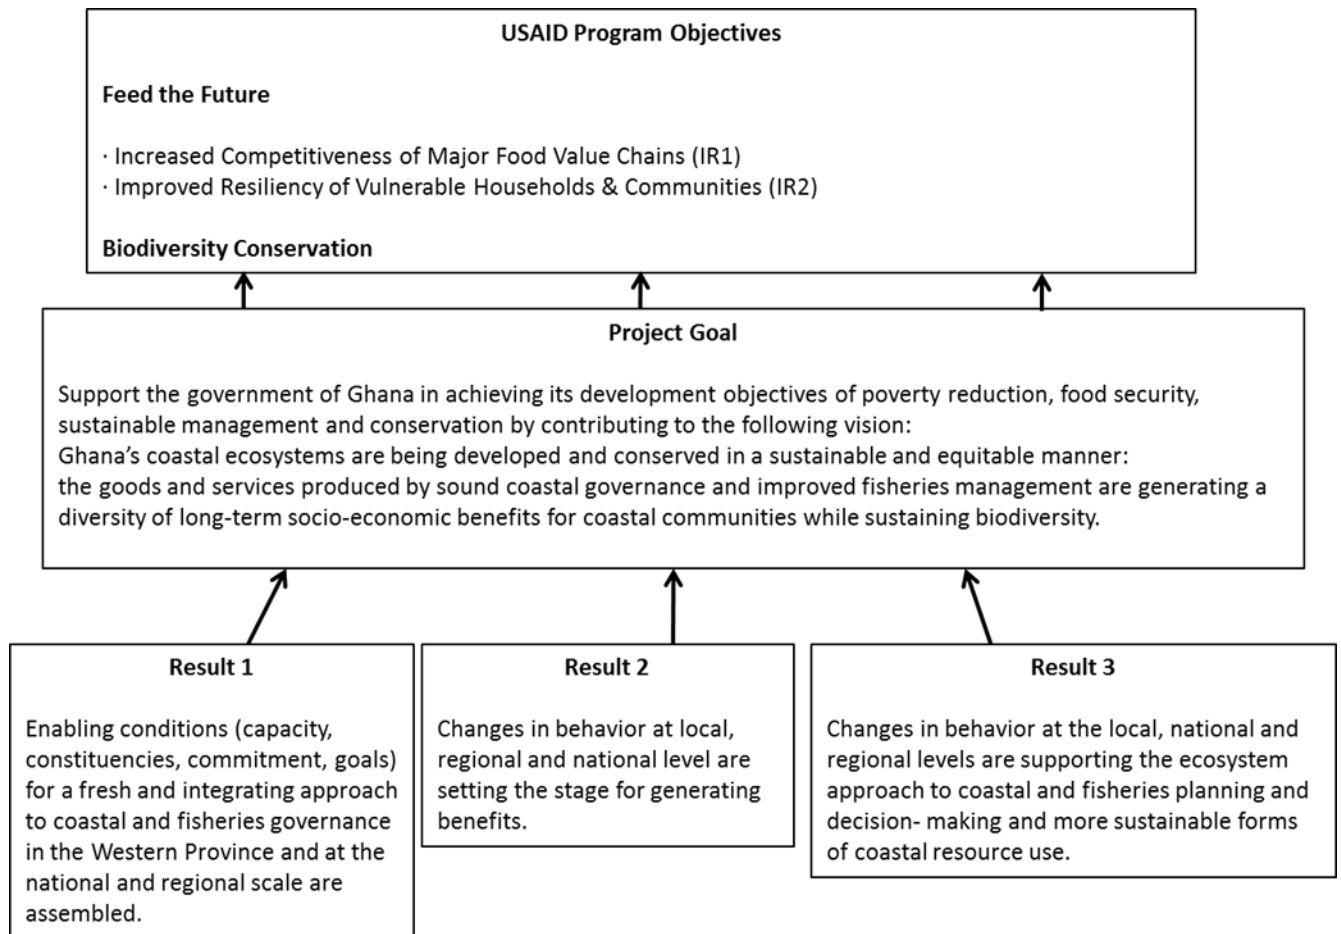 USAID Program Objectives
Feed the Future
· Increased Competitiveness of Major Food Value Chains (IR1)
· Improved Resiliency of Vulnerable Households & Communities (IR2)
Biodiversity Conservation
Project Goal
Support the government of Ghana in achieving its development objectives of poverty reduction, food security,
sustainable management and conservation by contributing to the following vision:
Ghana’s coastal ecosystems are being developed and conserved in a sustainable and equitable manner:
the goods and services produced by sound coastal governance and improved fisheries management are generating a
diversity of long-term socio-economic benefits for coastal communities while sustaining biodiversity.
Result 1
Enabling conditions (capacity,
constituencies, commitment, goals)
for a fresh and integrating approach
to coastal and fisheries governance
in the Western Province and at the
national and regional scale are
assembled.
Result 2
Changes in behavior at local,
regional and national level are
setting the stage for generating
benefits.
Result 3
Changes in behavior at the local, national and
regional levels are supporting the ecosystem
approach to coastal and fisheries planning and
decision- making and more sustainable forms
of coastal resource use.